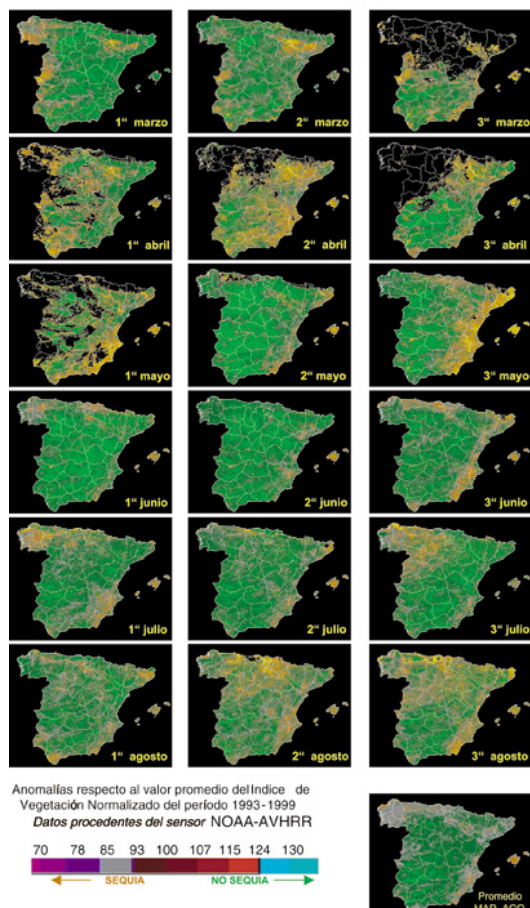 1ª marzo
2ª marzo
3ª marzo
1ª abril
2ª abril
3ª abril
1ª mayo
2ª mayo
3ª mayo
1ª junio
2ª junio
3ª junio
1ª julio
2ª julio
3ª julio
1ª agosto
2ª agosto
3ª agosto
Anomalías respecto al valor promedio del Indice de
Vegetación Normalizado del período 1993-1999
Datos procedentes del sensor NOAA-AVHRR
70 78 85 93 100 107 115 124 130
SEQUIA NO SEQUIA
Promedio
MAR-AGO